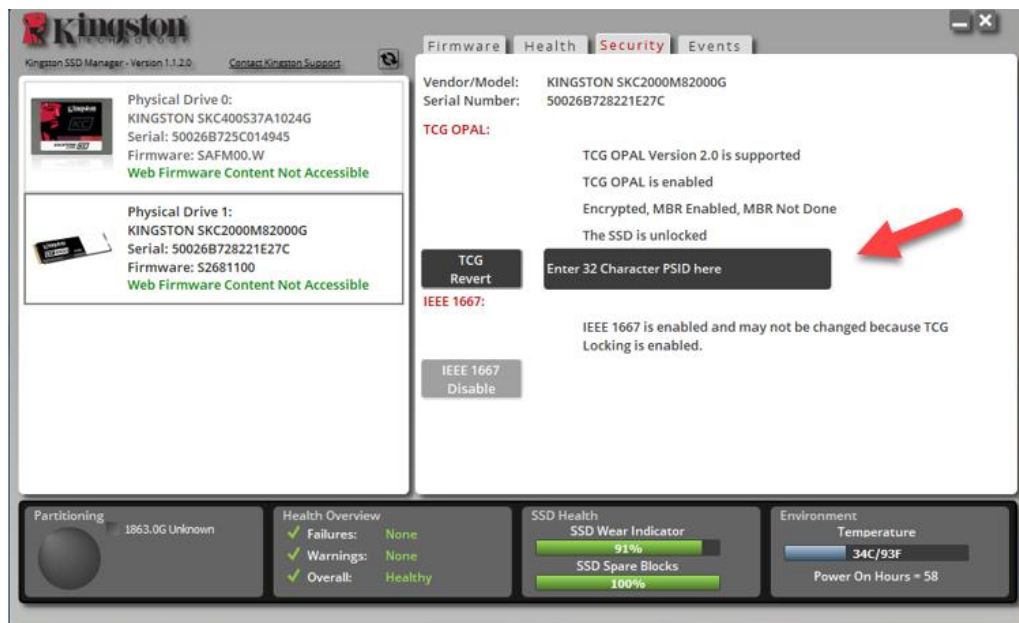 Kingston
TECHNOLOGY
Kingston SSD Manager - Version 1.1.2.0 Contact Kingston Support
Firmware Health Security Events
Physical Drive 0:
KINGSTON SKC400S37A1024G
Serial: 50026B725C014945
Firmware: SAFM00.W
Web Firmware Content Not Accessible
Physical Drive 1:
KINGSTON SKC2000M82000G
Serial: 50026B728221E27C
Firmware: S2681100
Web Firmware Content Not Accessible
Vendor/Model: KINGSTON SKC2000M82000G
Serial Number: 50026B728221E27C
TCG OPAL:
TCG OPAL Version 2.0 is supported
TCG OPAL is enabled
Encrypted, MBR Enabled, MBR Not Done
The SSD is unlocked
TCG
Revert
Enter 32 Character PSID here
IEEE 1667:
IEEE 1667 is enabled and may not be changed because TCG
Locking is enabled.
IEEE 1667
Disable
Partitioning
1863.0G Unknown
Health Overview
Failures: None
Warnings: None
Overall: Healthy
SSD Health
SSD Wear Indicator
91%
SSD Spare Blocks
100%
Environment
Temperature
34C/93F
Power On Hours = 58